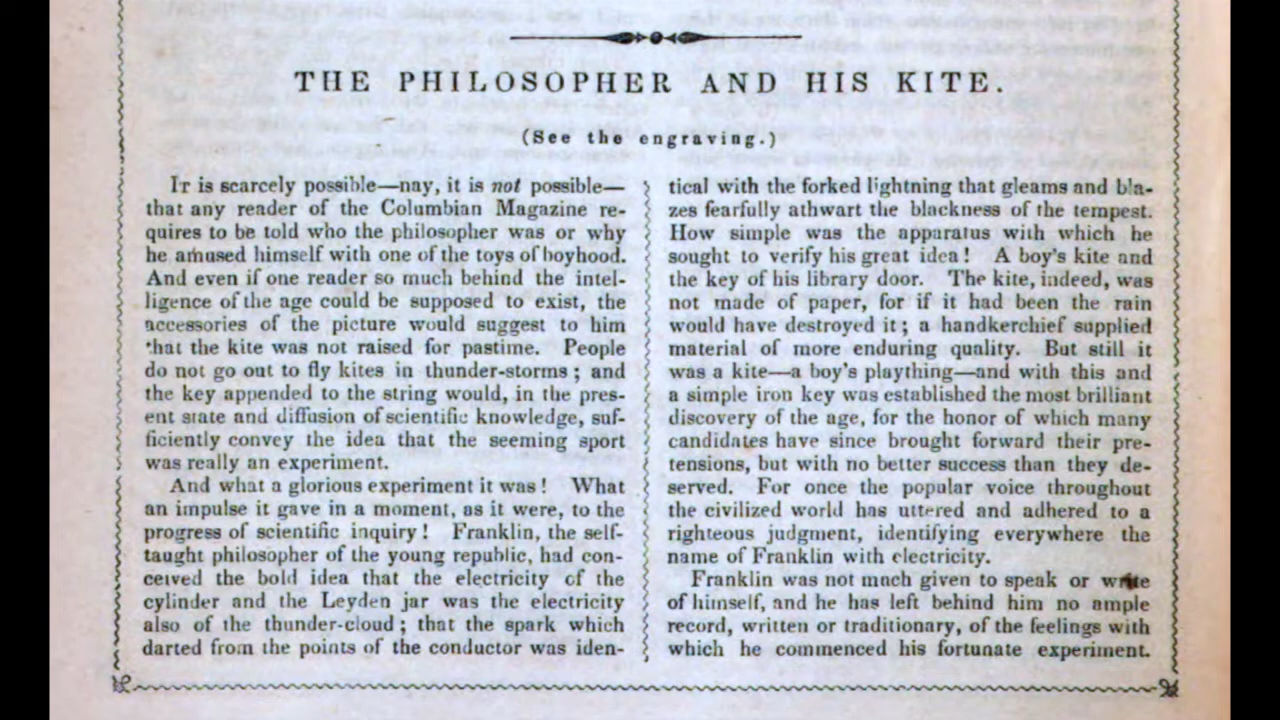 THE PHILOSOPHER AND HIS KITE.
(See the engraving.)
IT is scarcely possible—nay, it is not possible—
that any reader of the Columbian Magazine re-
quires to be told who the philosopher was or why
he amused himself with one of the toys of boyhood.
And even if one reader so much behind the intel-
ligence of the age could be supposed to exist, the
accessories of the picture would suggest to him
that the kite was not raised for pastime. People
do not go out to fly kites in thunder-storms; and
the key appended to the string would, in the pres-
ent state and diffusion of scientific knowledge, suf-
ficiently convey the idea that the seeming sport
was really an experiment.
And what a glorious experiment it was! What
an impulse it gave in a moment, as it were, to the
progress of scientific inquiry! Franklin, the self-
taught philosopher of the young republic, had con-
ceived the bold idea that the electricity of the
cylinder and the Leyden jar was the electricity
also of the thunder-cloud; that the spark which
darted from the points of the conductor was iden-
tical with the forked lightning that gleams and bla-
zes fearfully athwart the blackness of the tempest.
How simple was the apparatus with which he
sought to verify his great idea! A boy's kite and
the key of his library door. The kite, indeed, was
not made of paper, for if it had been the rain
would have destroyed it; a handkerchief supplied
material of more enduring quality. But still it
was a kite—a boy's plaything—and with this and
a simple iron key was established the most brilliant
discovery of the age, for the honor of which many
candidates have since brought forward their pre-
tensions, but with no better success than they de-
served. For once the popular voice throughout
the civilized world has uttered and adhered to a
righteous judgment, identifying everywhere the
name of Franklin with electricity.
Franklin was not much given to speak or write
of himself, and he has left behind him no ample
record, written or traditionary, of the feelings with
which he commenced his fortunate experiment.